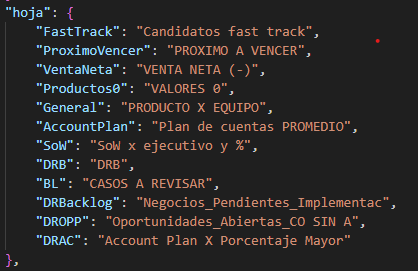 "hoja": {
"FastTrack": "Candidatos fast track",
"ProximoVencer": "PROXIMO A VENCER",
"VentaNeta": "VENTA NETA (-)",
"Productos0": "VALORES 0",
"General": "PRODUCTO X EQUIPO",
"AccountPlan": "Plan de cuentas PROMEDIO",
"SoW": "SoW x ejecutivo y %",
"DRB": "DRB",
"BL": "CASOS A REVISAR",
"DRBacklog": "Negocios_Pendientes_Implementac",
"DROPP": "Oportunidades_Abiertas_CO SIN A",
"DRAC": "Account Plan X Porcentaje Mayor"
},